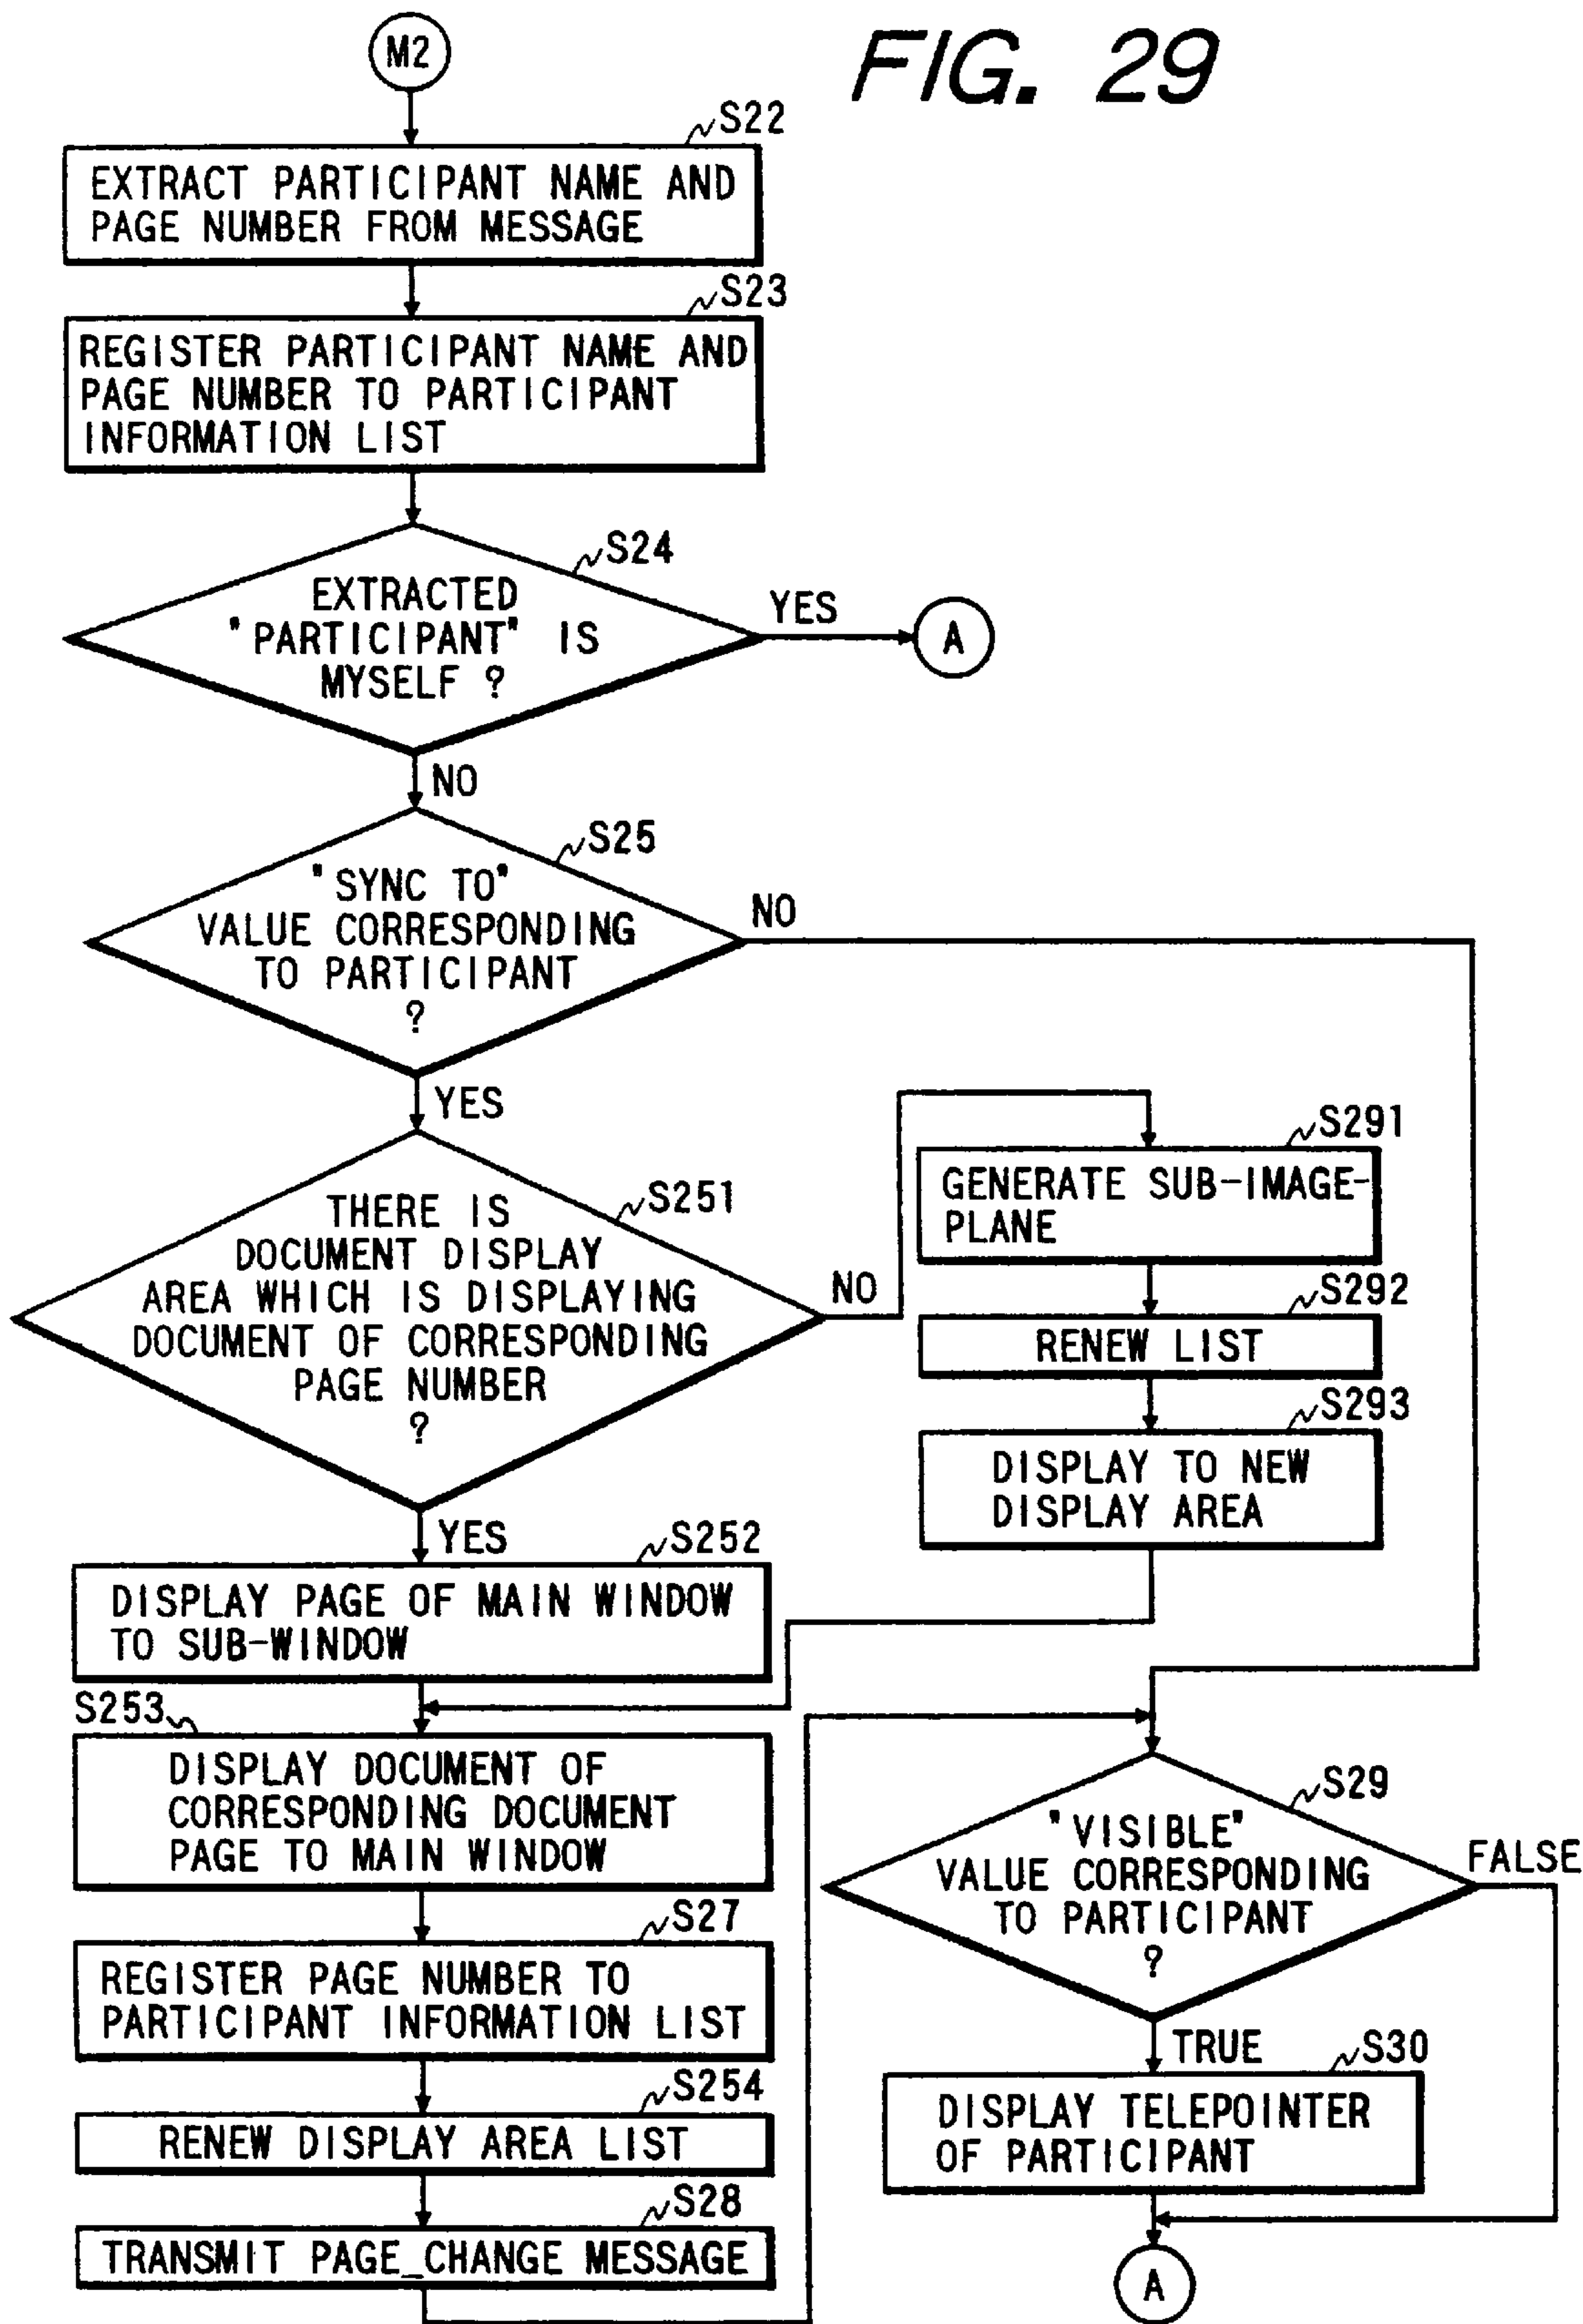 FIG. 29
M2
S22
EXTRACT PARTICIPANT NAME AND
PAGE NUMBER FROM MESSAGE
S23
REGISTER PARTICIPANT NAME AND
PAGE NUMBER TO PARTICIPANT
INFORMATION LIST
S24
EXTRACTED
"PARTICIPANT" IS
MYSELF ?
YES
A
NO
S25
"SYNC TO"
VALUE CORRESPONDING
TO PARTICIPANT
?
NO
YES
S251
THERE IS
DOCUMENT DISPLAY
AREA WHICH IS DISPLAYING
DOCUMENT OF CORRESPONDING
PAGE NUMBER
?
NO
S291
GENERATE SUB-IMAGE-
PLANE
S292
RENEW LIST
S293
DISPLAY TO NEW
DISPLAY AREA
YES
S252
DISPLAY PAGE OF MAIN WINDOW
TO SUB-WINDOW
S253
DISPLAY DOCUMENT OF
CORRESPONDING DOCUMENT
PAGE TO MAIN WINDOW
S27
REGISTER PAGE NUMBER TO
PARTICIPANT INFORMATION LIST
S254
RENEW DISPLAY AREA LIST
S28
TRANSMIT PAGE_CHANGE MESSAGE
S29
"VISIBLE"
VALUE CORRESPONDING
TO PARTICIPANT
?
FALSE
TRUE
S30
DISPLAY TELEPOINTER
OF PARTICIPANT
A